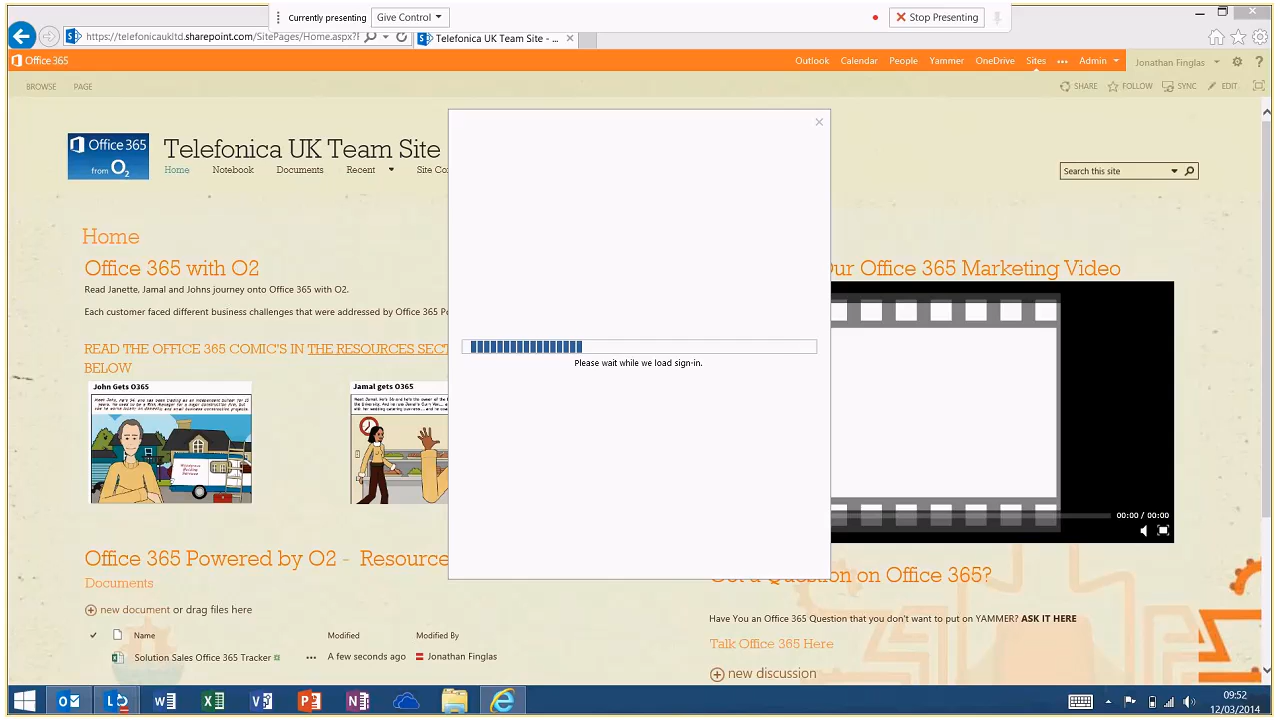 Currently presenting
Give Control
Stop Presenting
https://telefonicaukltd.sharepoint.com/SitePages/Home.aspx?F
Telefonica UK Team Site - ...
Office 365
Outlook
Calendar
People
Yammer
OneDrive
Sites
Admin
Jonathan Finglas
?
BROWSE
PAGE
SHARE
FOLLOW
SYNC
EDIT
Office 365
from O2
Telefonica UK Team Site
Home
Notebook
Documents
Recent
Site Co
Search this site
Home
Office 365 with O2
Read Janette, Jamal and Johns journey onto Office 365 with O2.
Each customer faced different business challenges that were addressed by Office 365 P
READ THE OFFICE 365 COMIC'S IN THE RESOURCES SECT
BELOW
John Gets O365
Jamal gets O365
Please wait while we load sign-in.
Our Office 365 Marketing Video
00:00 / 00:00
Office 365 Powered by O2 - Resource
Documents
new document or drag files here
Name
Modified
Modified By
Solution Sales Office 365 Tracker
A few seconds ago
Jonathan Finglas
Got a Question on Office 365?
Have You an Office 365 Question that you don't want to put on YAMMER? ASK IT HERE
Talk Office 365 Here
new discussion
09:52
12/03/2014